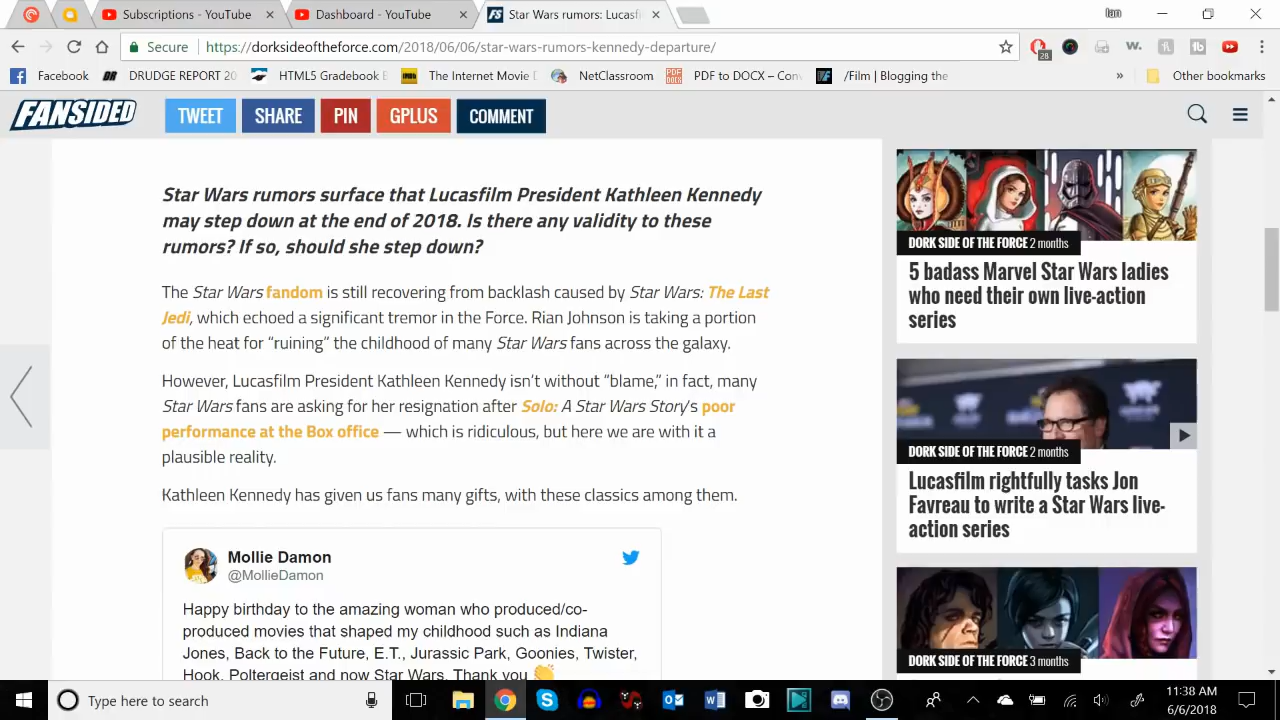 Subscriptions - YouTube
Dashboard - YouTube
FS
Star Wars rumors: Lucasfi
Ian
Secure
https://dorksideoftheforce.com/2018/06/06/star-wars-rumors-kennedy-departure/
28
W.
Facebook
DR
DRUDGE REPORT 20
HTML5 Gradebook
The Internet Movie
NetClassroom
PDF DOCX
PDF to DOCX – Con
/Film | Blogging the
»
Other bookmarks
FANSIDED
TWEET
SHARE
PIN
GPLUS
COMMENT
Star Wars rumors surface that Lucasfilm President Kathleen Kennedy
may step down at the end of 2018. Is there any validity to these
rumors? If so, should she step down?
The Star Wars fandom is still recovering from backlash caused by Star Wars: The Last
Jedi, which echoed a significant tremor in the Force. Rian Johnson is taking a portion
of the heat for “ruining” the childhood of many Star Wars fans across the galaxy.
However, Lucasfilm President Kathleen Kennedy isn’t without “blame,” in fact, many
Star Wars fans are asking for her resignation after Solo: A Star Wars Story’s poor
performance at the Box office — which is ridiculous, but here we are with it a
plausible reality.
Kathleen Kennedy has given us fans many gifts, with these classics among them.
Mollie Damon
@MollieDamon
Happy birthday to the amazing woman who produced/co-
produced movies that shaped my childhood such as Indiana
Jones, Back to the Future, E.T., Jurassic Park, Goonies, Twister,
Hook, Poltergeist and now Star Wars. Thank you
DORK SIDE OF THE FORCE 2 months
5 badass Marvel Star Wars ladies
who need their own live-action
series
DORK SIDE OF THE FORCE 2 months
Lucasfilm rightfully tasks Jon
Favreau to write a Star Wars live-
action series
DORK SIDE OF THE FORCE 3 months
Type here to search
11:38 AM
6/6/2018